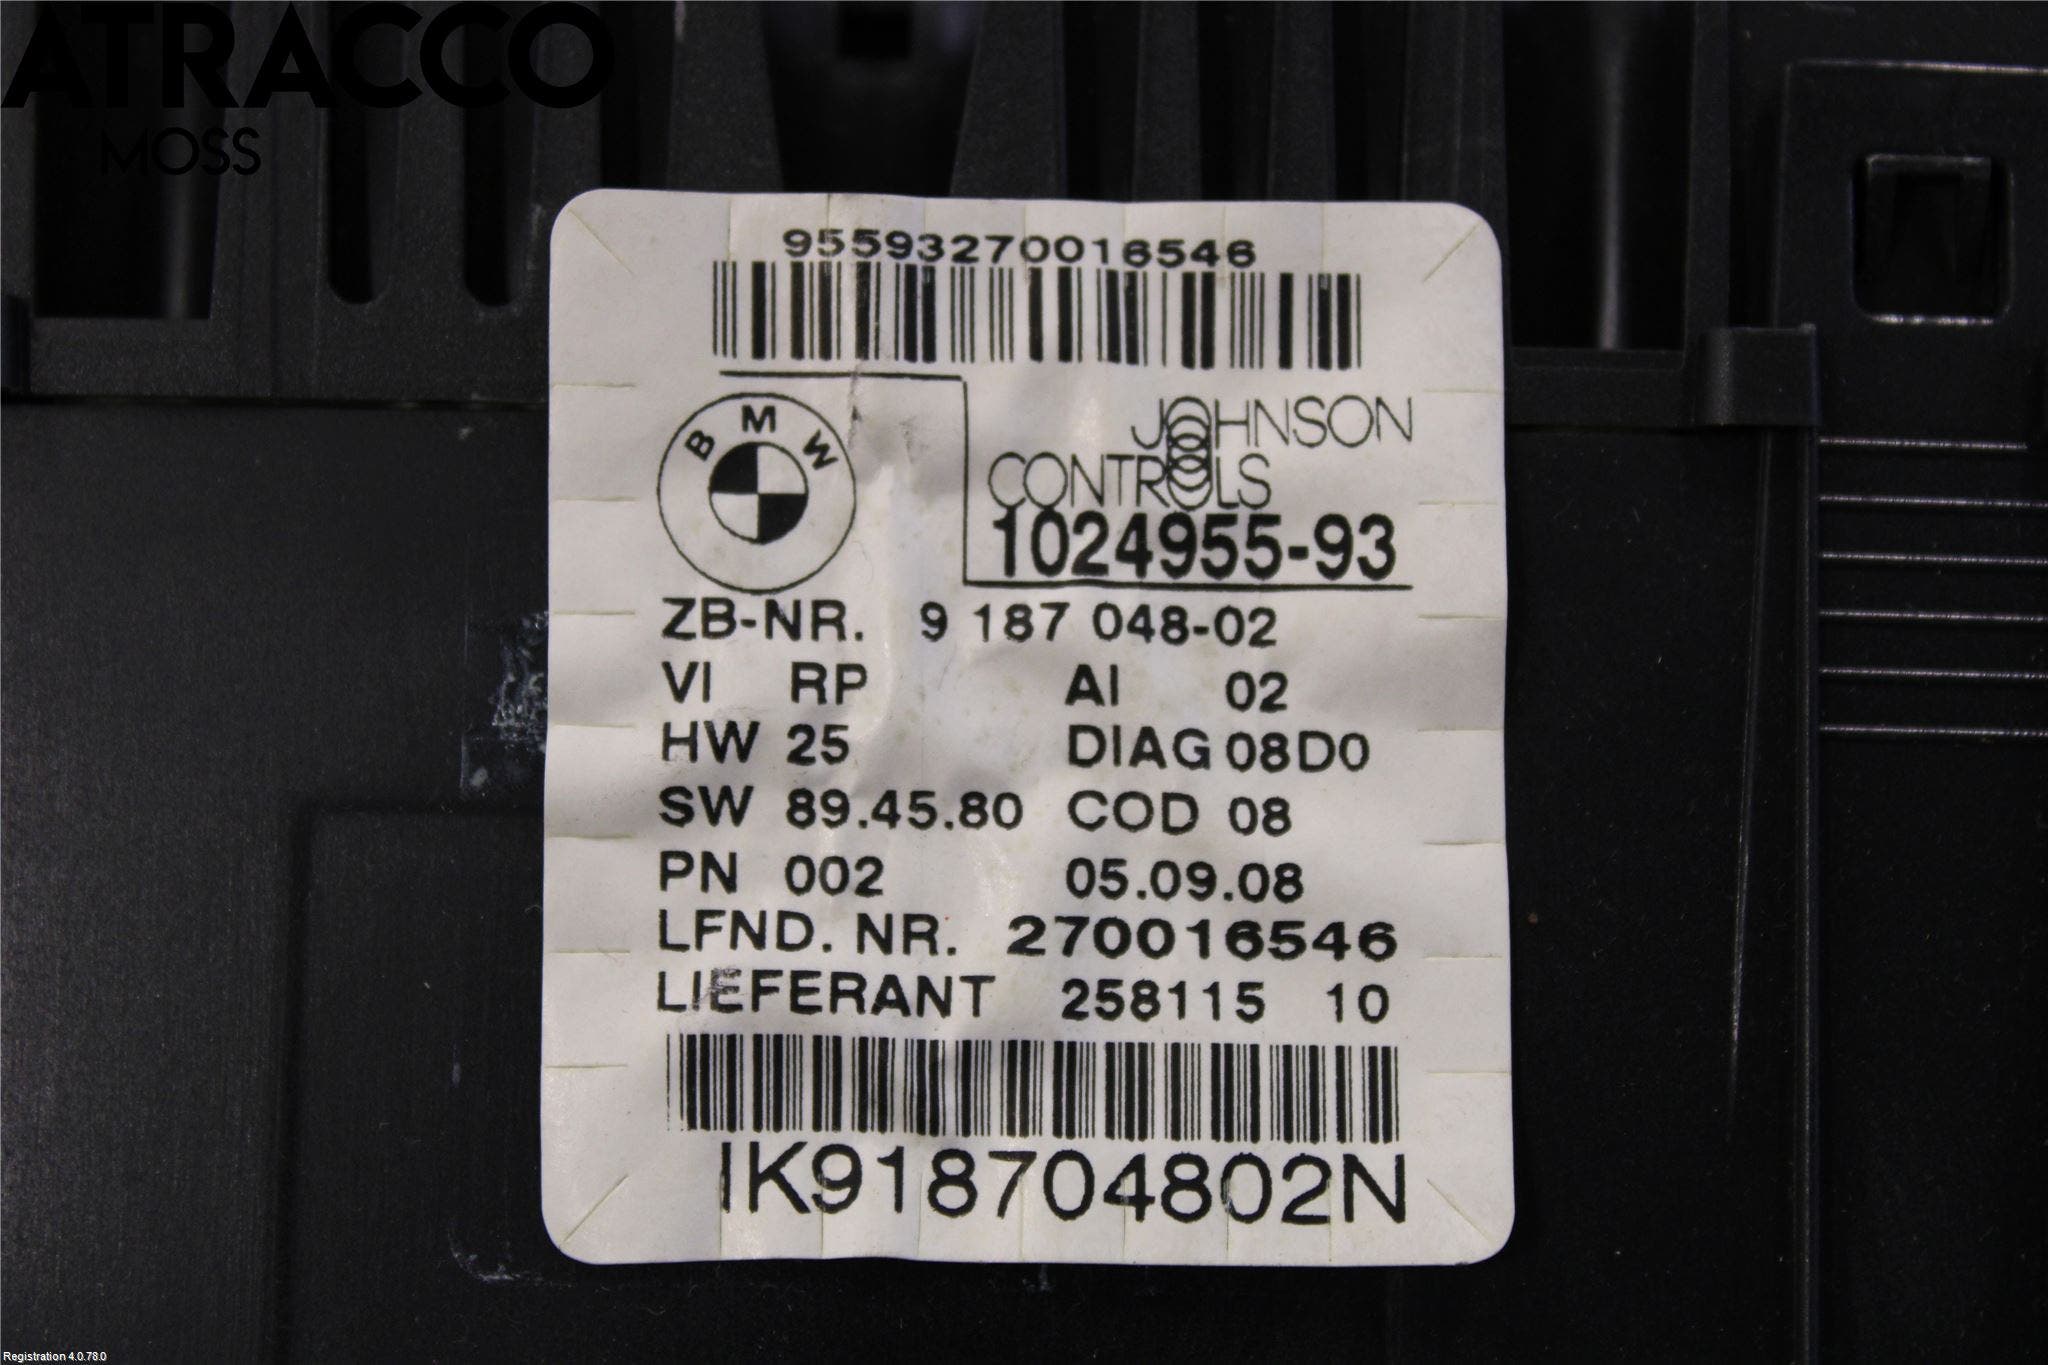 ATRACCO
MOSS
95593270016546
BMW
JOHNSON
CONTROLS
1024955-93
ZB-NR. 9 187 048-02
VI RP AI 02
HW 25 DIAG 08D0
SW 89.45.80 COD 08
PN 002 05.09.08
LFND. NR. 270016546
LIEFERANT 258115 10
IK918704802N
Registration 4.0.78.0